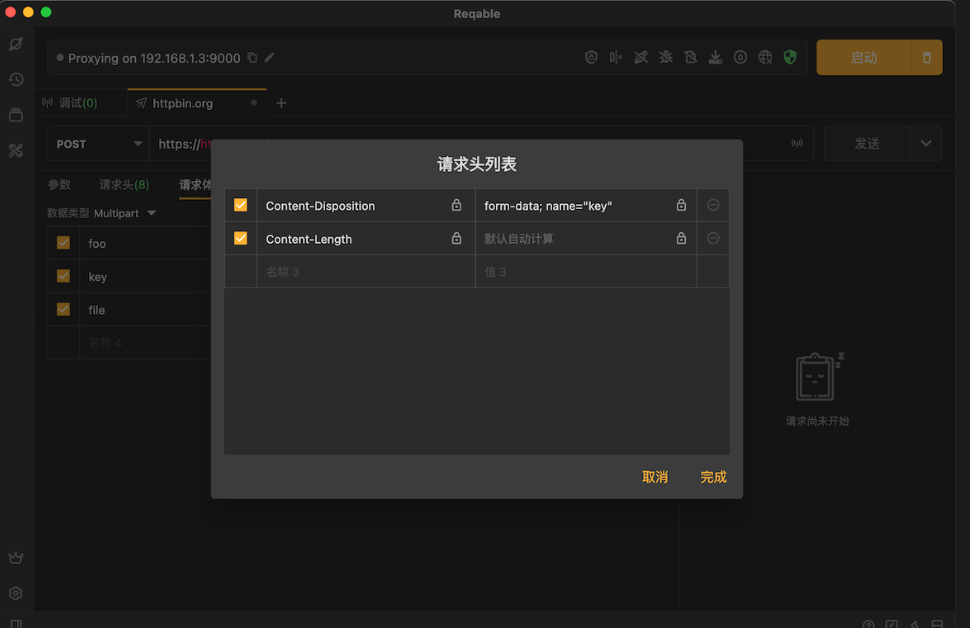 Reqable
Proxying on 192.168.1.3:9000
启动
调试(0)
httpbin.org
POST
https://
发送
参数
请求头(8)
请求体
数据类型 Multipart
foo
key
file
名称 4
请求头列表
Content-Disposition
form-data; name="key"
Content-Length
默认自动计算
名称 3
值 3
取消
完成
请求尚未开始